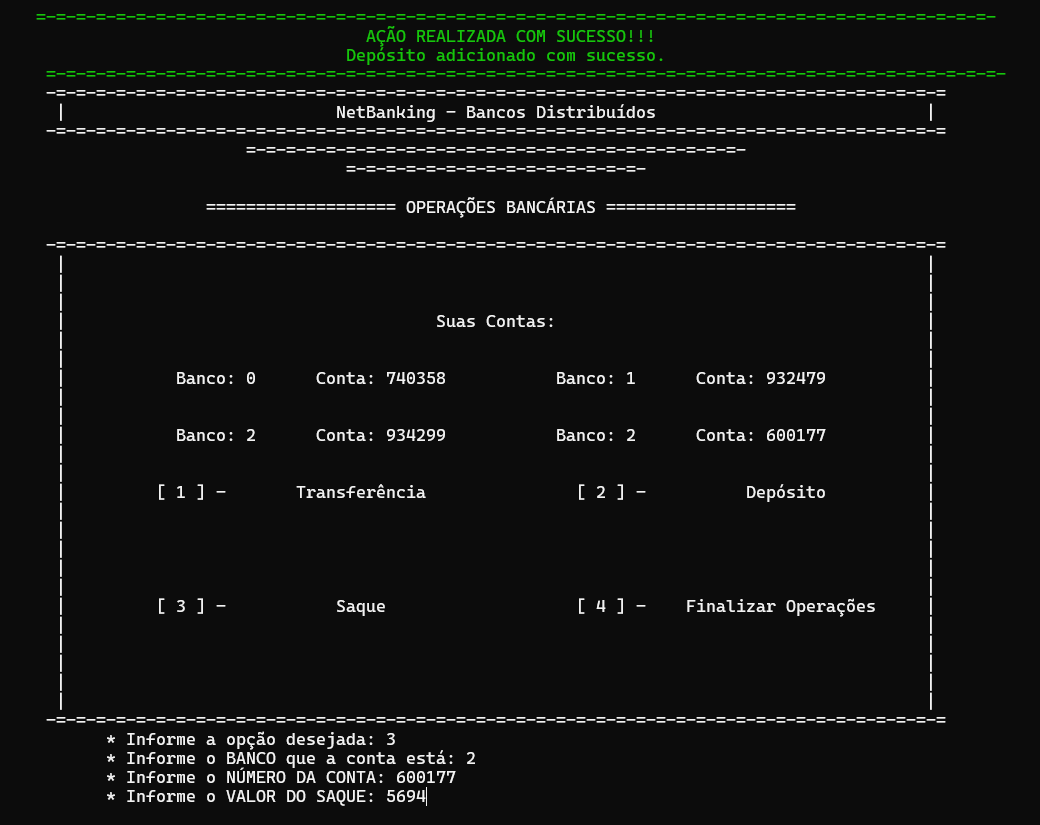 =-=-=-=-=-=-=-=-=-=-=-=-=-=-=-=-=-=-=-=-=-=-=-=-=-=-=-=-=-=-=-=-=-=-=-=-=-=-=-=-=-=-=-=-=-=-=-=-
AÇÃO REALIZADA COM SUCESSO!!!
Depósito adicionado com sucesso.
=-=-=-=-=-=-=-=-=-=-=-=-=-=-=-=-=-=-=-=-=-=-=-=-=-=-=-=-=-=-=-=-=-=-=-=-=-=-=-=-=-=-=-=-=-=-=-=-
-=-=-=-=-=-=-=-=-=-=-=-=-=-=-=-=-=-=-=-=-=-=-=-=-=-=-=-=-=-=-=-=-=-=-=-=-=-=-=-=-=-=-=-=-=
| NetBanking - Bancos Distribuídos |
-=-=-=-=-=-=-=-=-=-=-=-=-=-=-=-=-=-=-=-=-=-=-=-=-=-=-=-=-=-=-=-=-=-=-=-=-=-=-=-=-=-=-=-=-=
=-=-=-=-=-=-=-=-=-=-=-=-=-=-=-=-=-=-=-=-=-=-=-=-=-
=-=-=-=-=-=-=-=-=-=-=-=-=-=-
=================== OPERAÇÕES BANCÁRIAS ===================
-=-=-=-=-=-=-=-=-=-=-=-=-=-=-=-=-=-=-=-=-=-=-=-=-=-=-=-=-=-=-=-=-=-=-=-=-=-=-=-=-=-=-=-=-=
| Suas Contas: |
| Banco: 0 Conta: 740358 Banco: 1 Conta: 932479 |
| Banco: 2 Conta: 934299 Banco: 2 Conta: 600177 |
| [ 1 ] - Transferência [ 2 ] - Depósito |
| [ 3 ] - Saque [ 4 ] - Finalizar Operações |
-=-=-=-=-=-=-=-=-=-=-=-=-=-=-=-=-=-=-=-=-=-=-=-=-=-=-=-=-=-=-=-=-=-=-=-=-=-=-=-=-=-=-=-=-=
* Informe a opção desejada: 3
* Informe o BANCO que a conta está: 2
* Informe o NÚMERO DA CONTA: 600177
* Informe o VALOR DO SAQUE: 5694